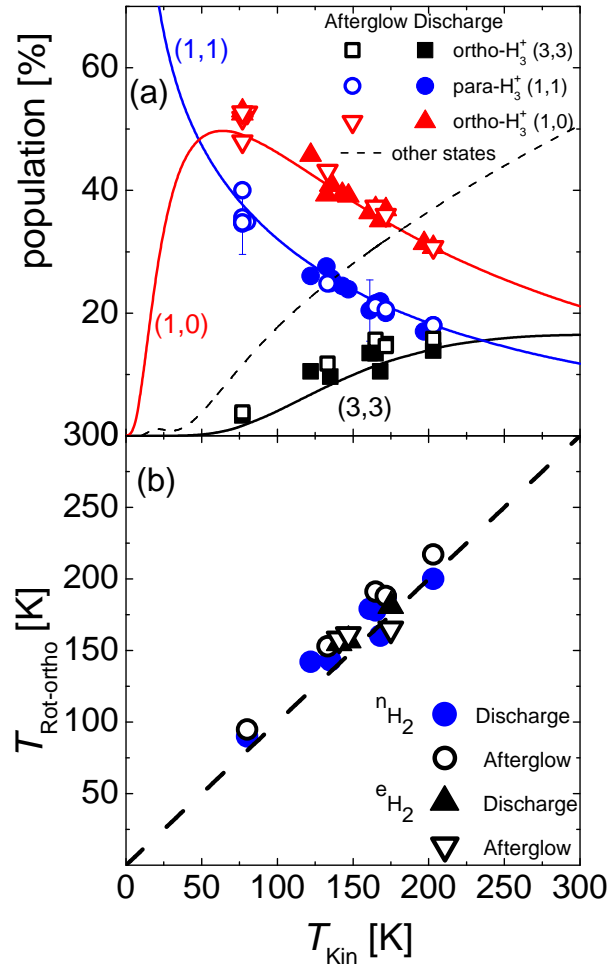 Afterglow Discharge
ortho-H₃⁺ (3,3)
para-H₃⁺ (1,1)
ortho-H₃⁺ (1,0)
other states
(1,1)
(a)
(1,0)
(3,3)
population [%]
60
40
20
300
(b)
250
200
150
100
50
T_Rot-ortho [K]
ⁿH₂ Discharge
Afterglow
ᵉH₂ Discharge
Afterglow
0 50 100 150 200 250 300
T_Kin [K]